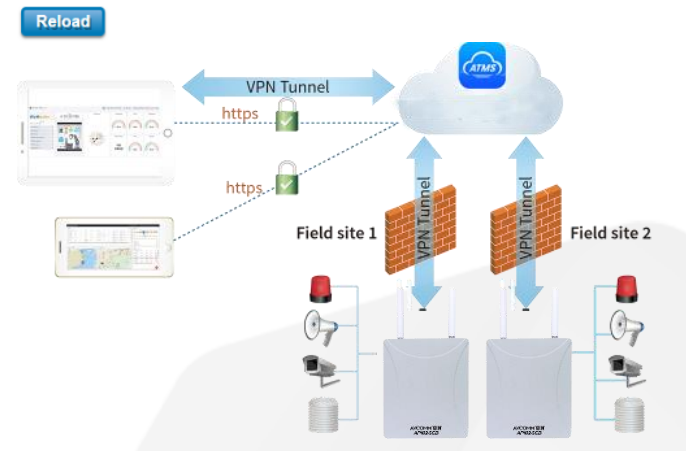 Reload
ATMS
VPN Tunnel
https
https
VPN Tunnel
VPN Tunnel
Field site 1
Field site 2